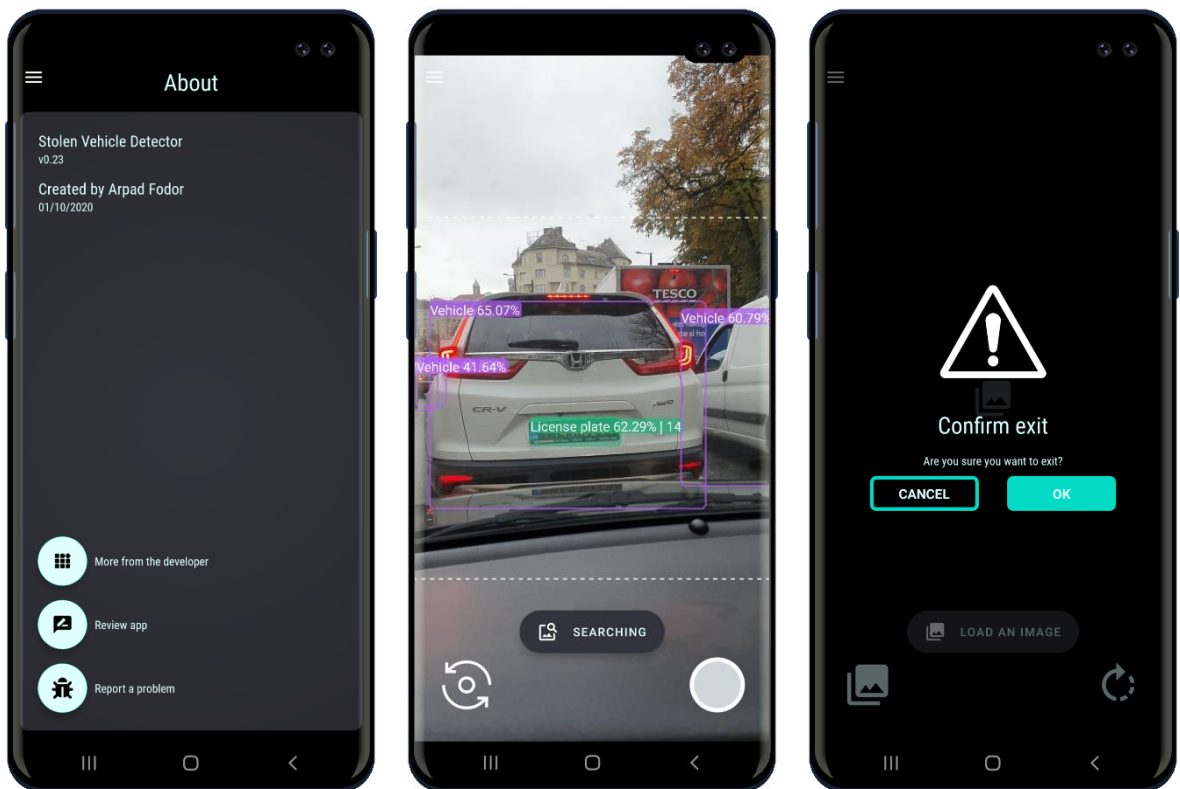 About
Stolen Vehicle Detector
v0.23
Created by Arpad Fodor
01/10/2020
More from the developer
Review app
Report a problem
TESCO
Vehicle 65.07%
Vehicle 60.79%
Vehicle 41.64%
CR-V
License plate 62.29% | 14
SEARCHING
Confirm exit
Are you sure you want to exit?
CANCEL
OK
LOAD AN IMAGE